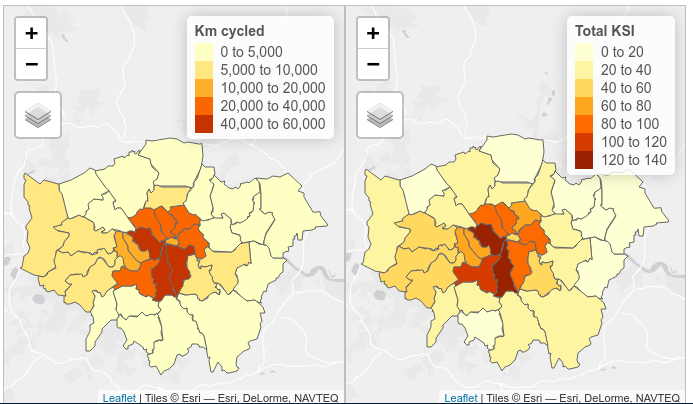 +
−
Km cycled
0 to 5,000
5,000 to 10,000
10,000 to 20,000
20,000 to 40,000
40,000 to 60,000
Leaflet | Tiles © Esri — Esri, DeLorme, NAVTEQ
+
−
Total KSI
0 to 20
20 to 40
40 to 60
60 to 80
80 to 100
100 to 120
120 to 140
Leaflet | Tiles © Esri — Esri, DeLorme, NAVTEQ